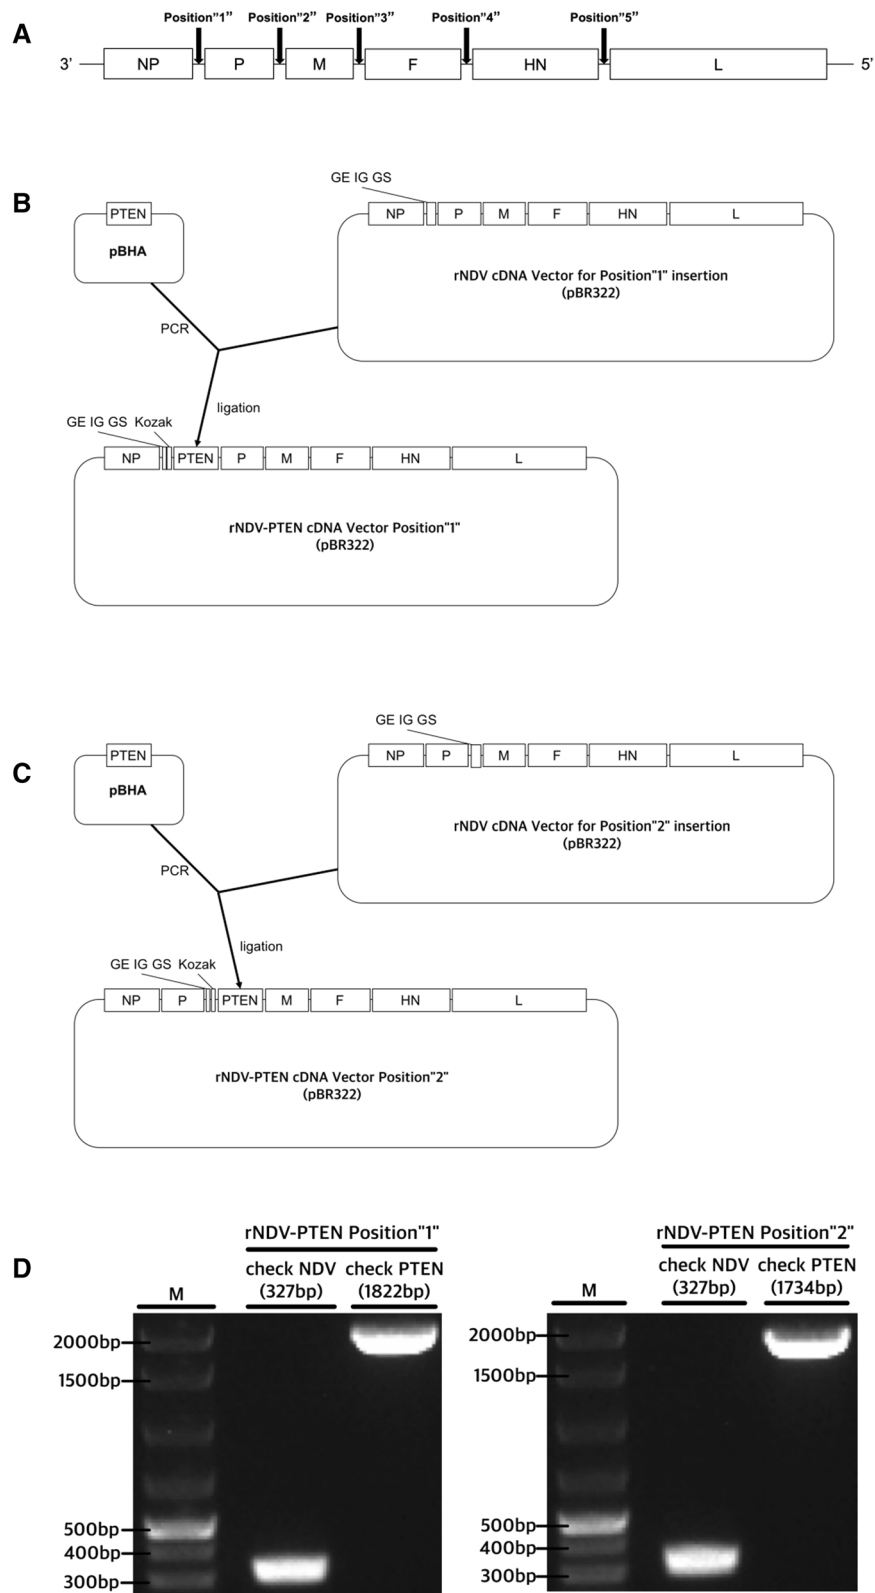 A
Position"1" Position"2" Position"3" Position"4" Position"5"
3' NP P M F HN L 5'
B
GE IG GS
PTEN
pBHA
NP P M F HN L
rNDV cDNA Vector for Position"1" insertion
(pBR322)
PCR
ligation
GE IG GS Kozak
NP PTEN P M F HN L
rNDV-PTEN cDNA Vector Position"1"
(pBR322)
C
GE IG GS
PTEN
pBHA
NP P M F HN L
rNDV cDNA Vector for Position"2" insertion
(pBR322)
PCR
ligation
GE IG GS Kozak
NP P PTEN M F HN L
rNDV-PTEN cDNA Vector Position"2"
(pBR322)
D
rNDV-PTEN Position"1"
M
check NDV
(327bp)
check PTEN
(1822bp)
2000bp
1500bp
500bp
400bp
300bp
rNDV-PTEN Position"2"
M
check NDV
(327bp)
check PTEN
(1734bp)
2000bp
1500bp
500bp
400bp
300bp